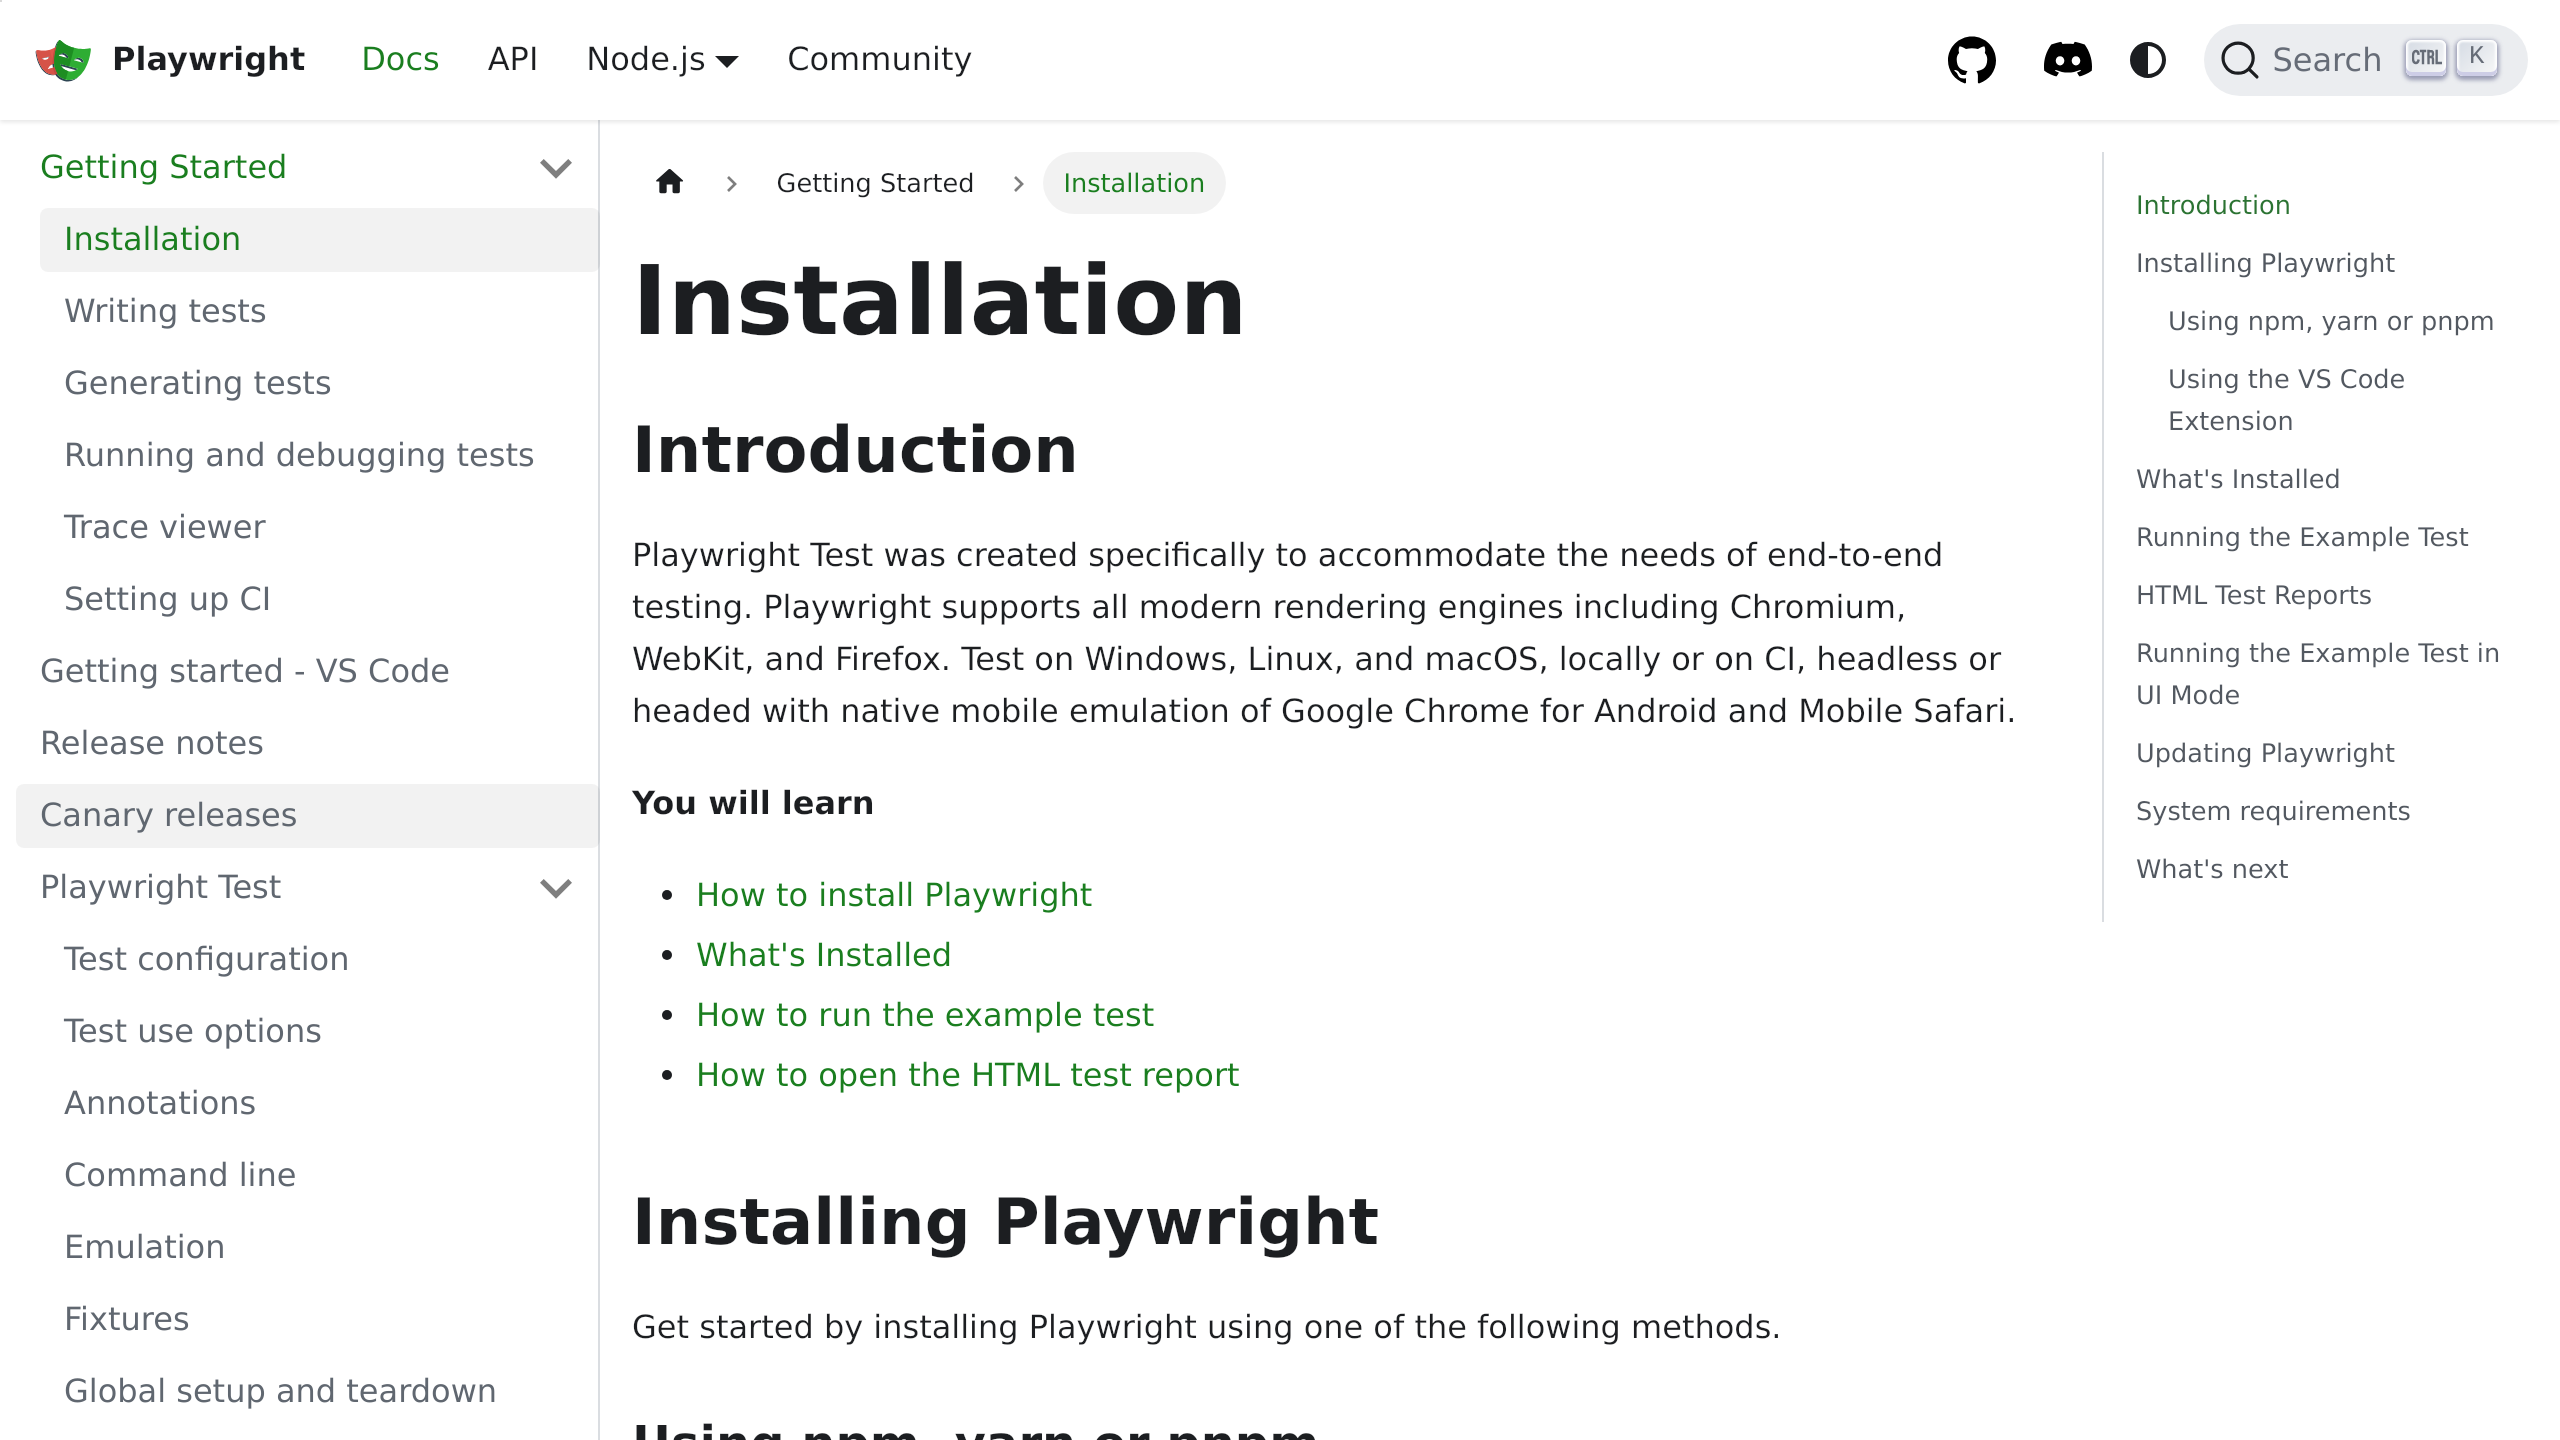 Playwright
Docs
API
Node.js
Community
Search
CTRL
K
Getting Started
Installation
Writing tests
Generating tests
Running and debugging tests
Trace viewer
Setting up CI
Getting started - VS Code
Release notes
Canary releases
Playwright Test
Test configuration
Test use options
Annotations
Command line
Emulation
Fixtures
Global setup and teardown
Getting Started
Installation
Installation
Introduction
Playwright Test was created specifically to accommodate the needs of end-to-end
testing. Playwright supports all modern rendering engines including Chromium,
WebKit, and Firefox. Test on Windows, Linux, and macOS, locally or on CI, headless or
headed with native mobile emulation of Google Chrome for Android and Mobile Safari.
You will learn
How to install Playwright
What's Installed
How to run the example test
How to open the HTML test report
Installing Playwright
Get started by installing Playwright using one of the following methods.
Using npm, yarn or pnpm
Introduction
Installing Playwright
Using npm, yarn or pnpm
Using the VS Code
Extension
What's Installed
Running the Example Test
HTML Test Reports
Running the Example Test in
UI Mode
Updating Playwright
System requirements
What's next